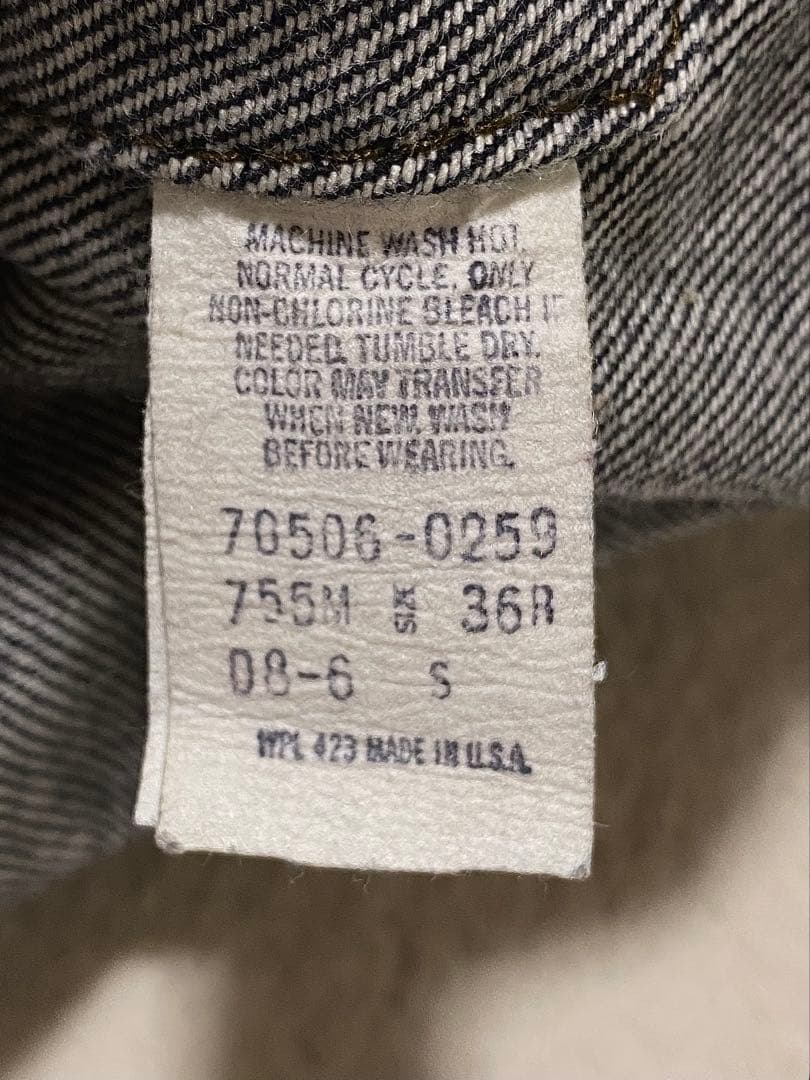 MACHINE WASH HOT.
NORMAL CYCLE. ONLY
NON-CHLORINE BLEACH IF
NEEDED. TUMBLE DRY.
COLOR MAY TRANSFER
WHEN NEW. WASH
BEFORE WEARING.
70506-0259
755M SIZE 36R
08-6 S
WPL 423 MADE IN U.S.A.